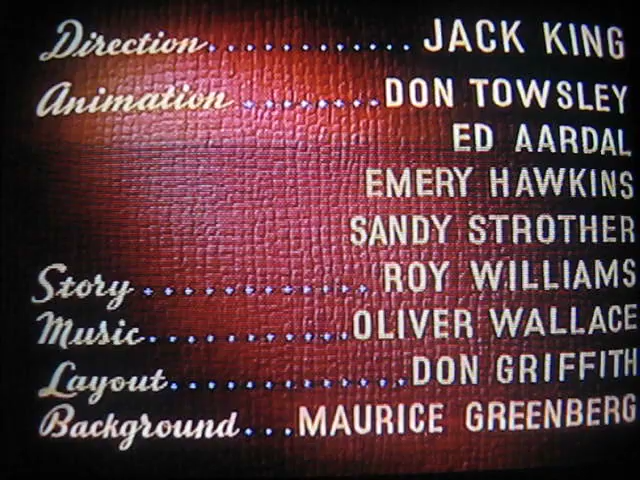 Direction............JACK KING
Animation........DON TOWSLEY
ED AARDAL
EMERY HAWKINS
SANDY STROTHER
Story............ROY WILLIAMS
Music............OLIVER WALLACE
Layout..............DON GRIFFITH
Background...MAURICE GREENBERG